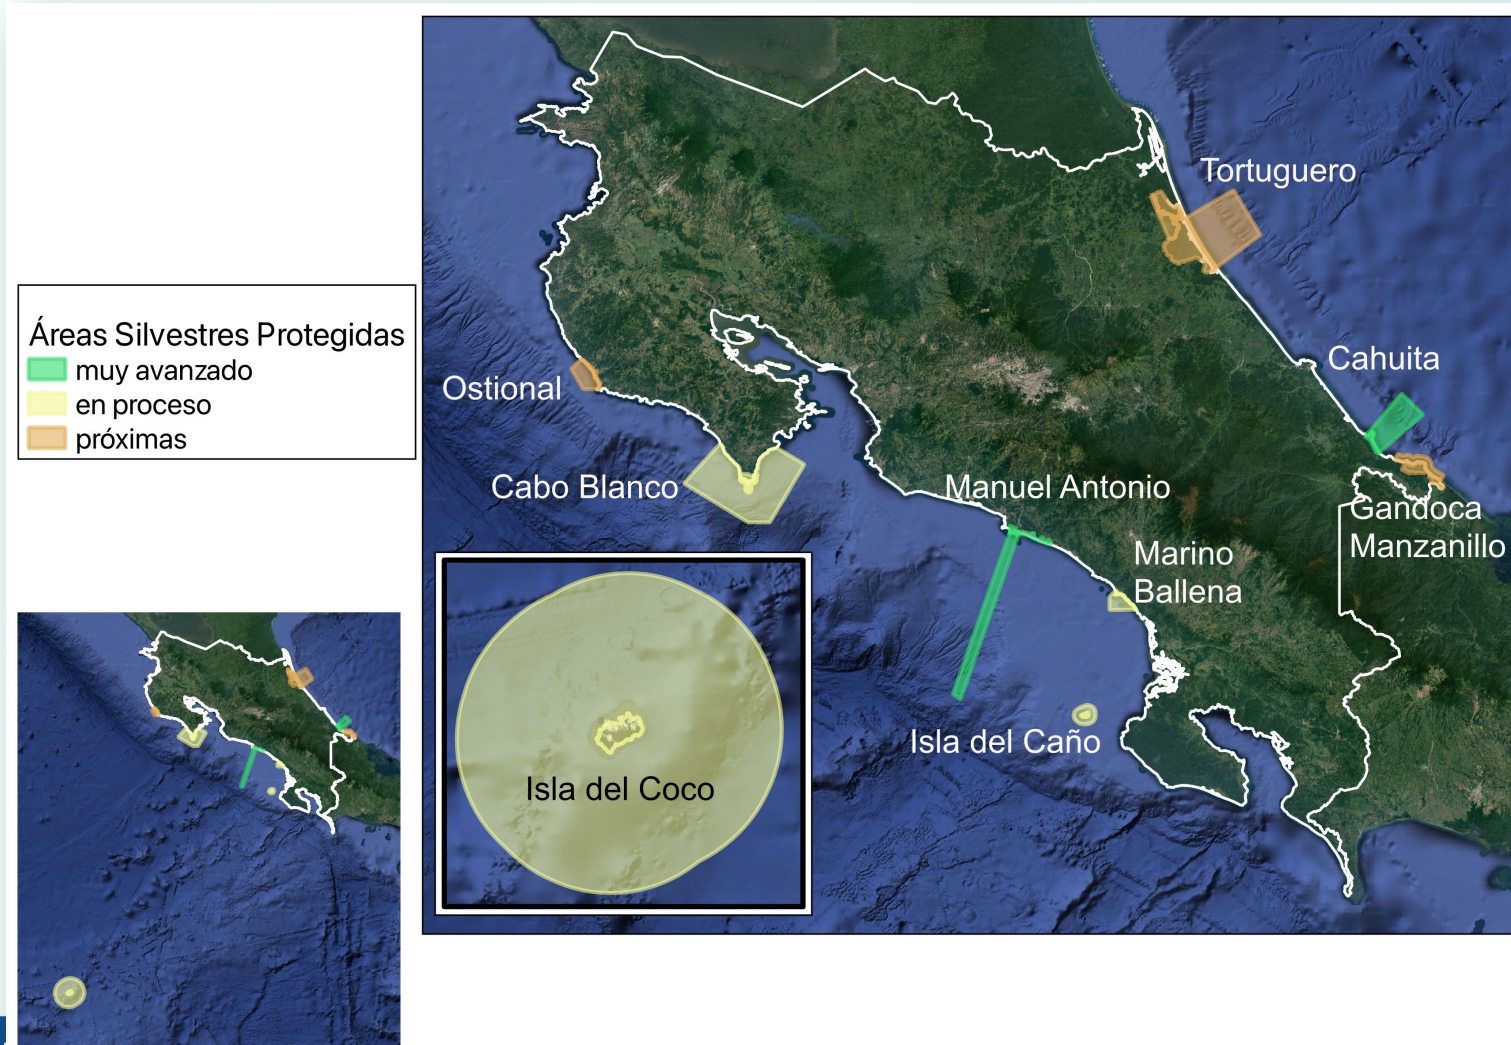 Áreas Silvestres Protegidas
muy avanzado
en proceso
próximas
Tortuguero
Cahuita
Ostional
Cabo Blanco
Manuel Antonio
Gandoca
Manzanillo
Marino
Ballena
Isla del Caño
Isla del Coco